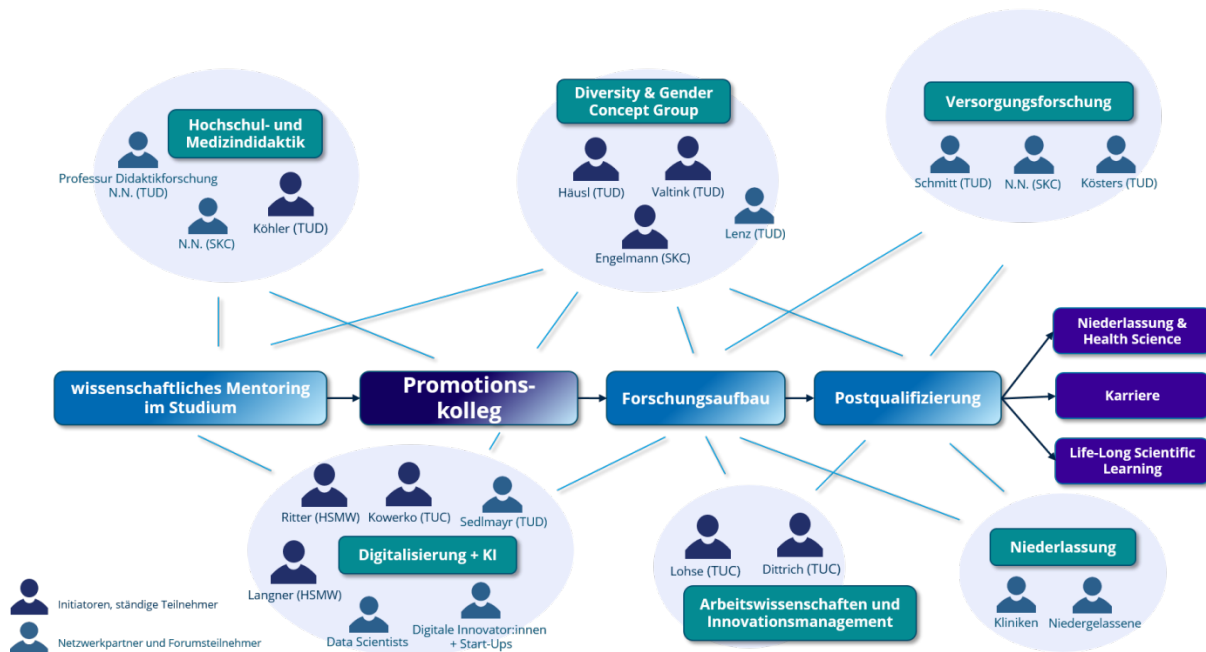 Hochschul- und
Medizindidaktik
Professur Didaktikforschung
N.N. (TUD)
N.N. (SKC)
Köhler (TUD)
Diversity & Gender
Concept Group
Häusl (TUD)
Valtink (TUD)
Engelmann (SKC)
Lenz (TUD)
Versorgungsforschung
Schmitt (TUD)
N.N. (SKC)
Kösters (TUD)
wissenschaftliches Mentoring
im Studium
Promotions-
kolleg
Forschungsaufbau
Postqualifizierung
Niederlassung &
Health Science
Karriere
Life-Long Scientific
Learning
Ritter (HSMW)
Kowerko (TUC)
Sedlmayr (TUD)
Digitalisierung + KI
Langner (HSMW)
Data Scientists
Digitale Innovator:innen
+ Start-Ups
Lohse (TUC)
Dittrich (TUC)
Arbeitswissenschaften und
Innovationsmanagement
Niederlassung
Kliniken
Niedergelassene
Initiatoren, ständige Teilnehmer
Netzwerkpartner und Forumsteilnehmer